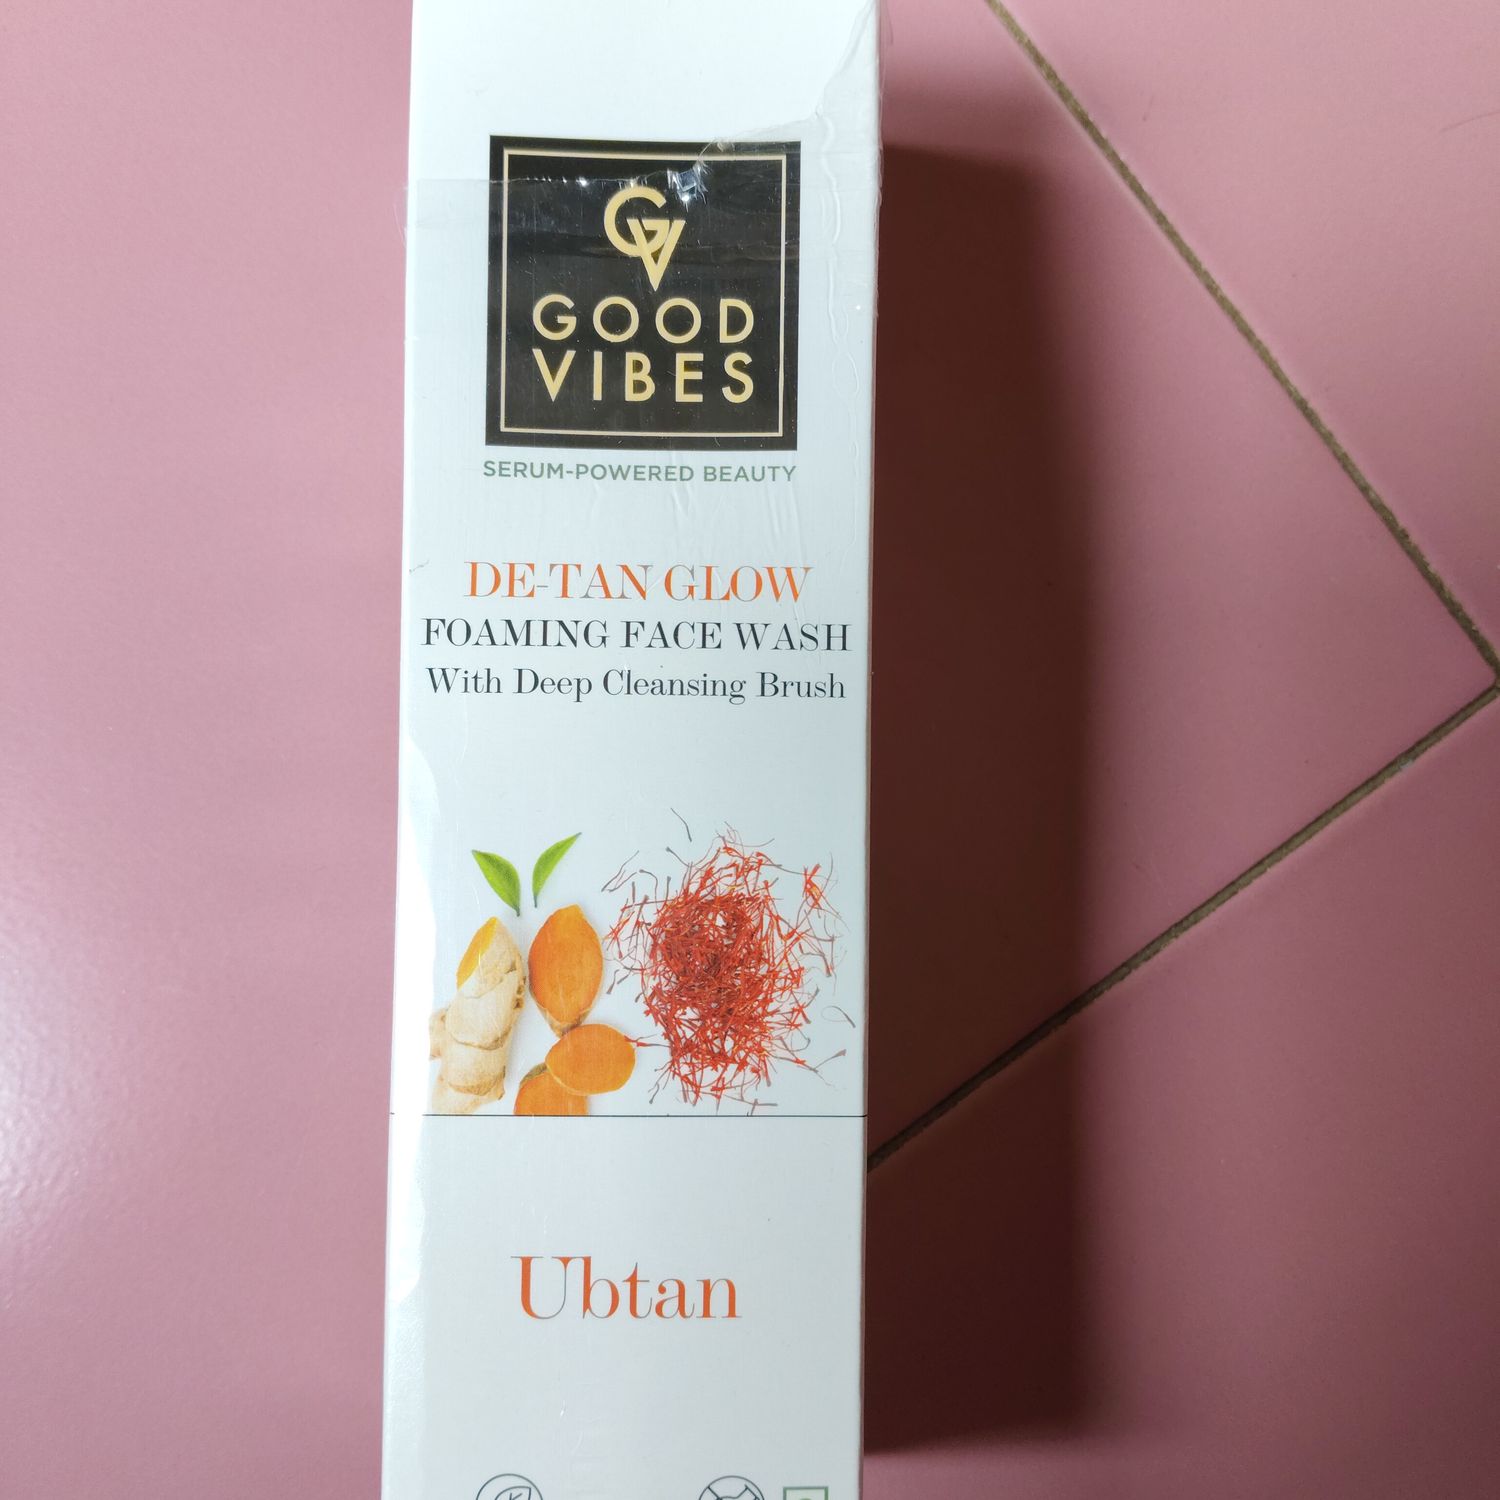 GV
GOOD
VIBES
SERUM-POWERED BEAUTY
DE-TAN GLOW
FOAMING FACE WASH
With Deep Cleansing Brush
Ubtan